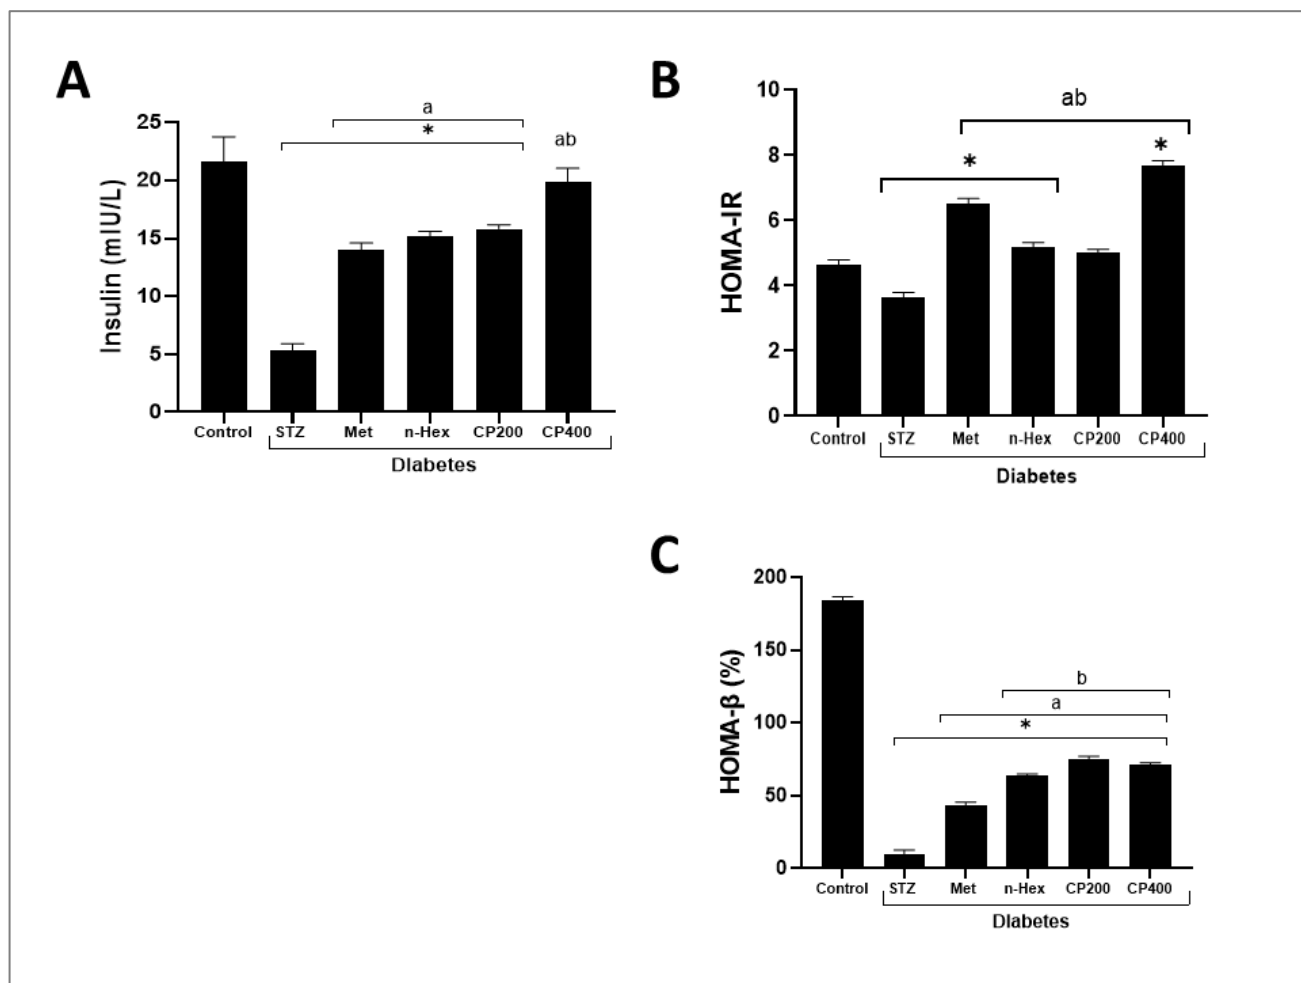 A
a
*
ab
25
20
15
10
5
0
Insulin (mIU/L)
Control STZ Met n-Hex CP200 CP400
Diabetes
B
ab
*
*
10
8
6
4
2
0
HOMA-IR
Control STZ Met n-Hex CP200 CP400
Diabetes
C
b
a
*
200
150
100
50
0
HOMA-β (%)
Control STZ Met n-Hex CP200 CP400
Diabetes